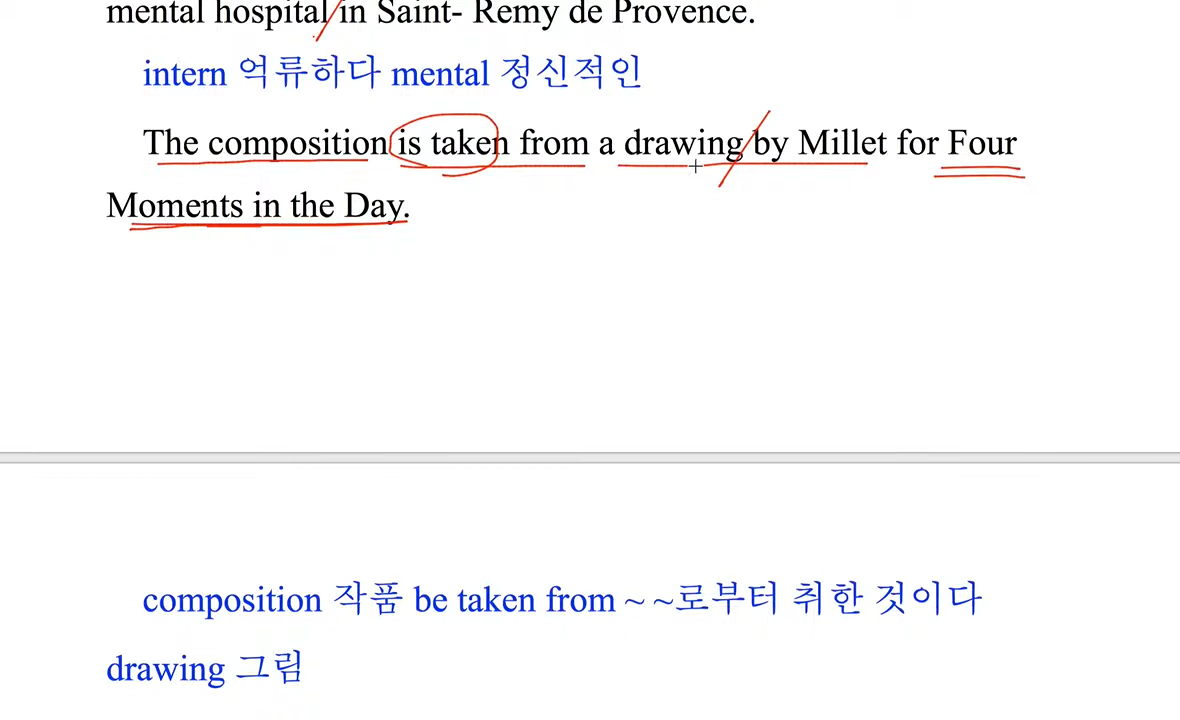 mental hospital in Saint- Remy de Provence.
intern 억류하다 mental 정신적인
The composition is taken from a drawing by Millet for Four
Moments in the Day.
composition 작품 be taken from ~ ~로부터 취한 것이다
drawing 그림